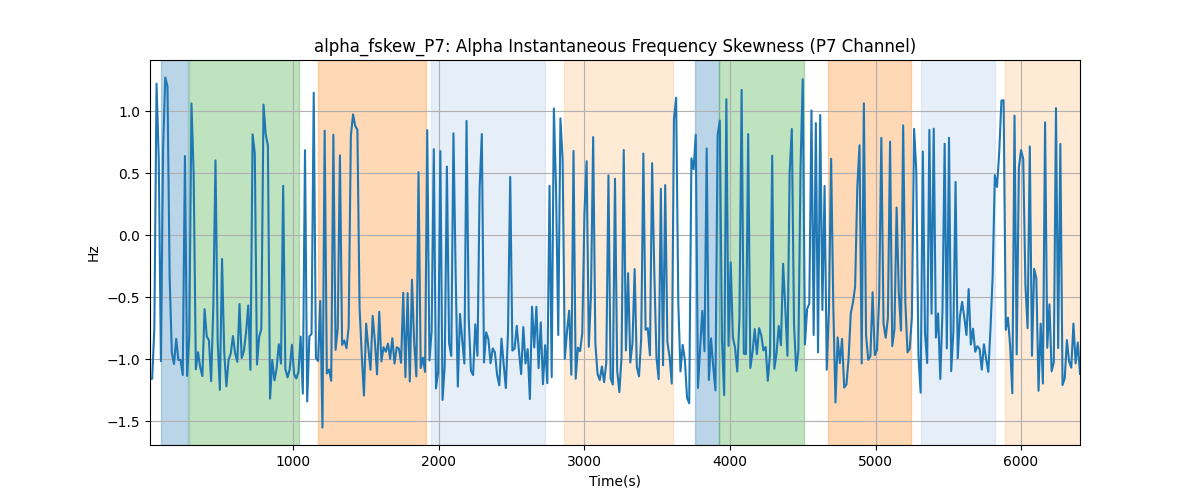 alpha_fskew_P7: Alpha Instantaneous Frequency Skewness (P7 Channel)
1.0
0.5
0.0
−0.5
−1.0
−1.5
Hz
1000 2000 3000 4000 5000 6000
Time(s)